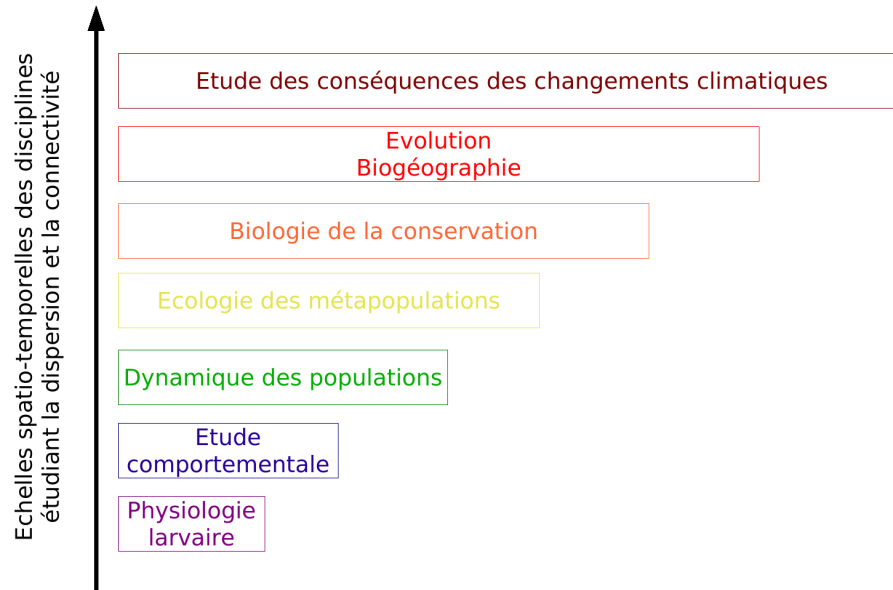 Echelles spatio-temporelles des disciplines
étudiant la dispersion et la connectivité
Etude des conséquences des changements climatiques
Evolution
Biogéographie
Biologie de la conservation
Ecologie des métapopulations
Dynamique des populations
Etude
comportementale
Physiologie
larvaire